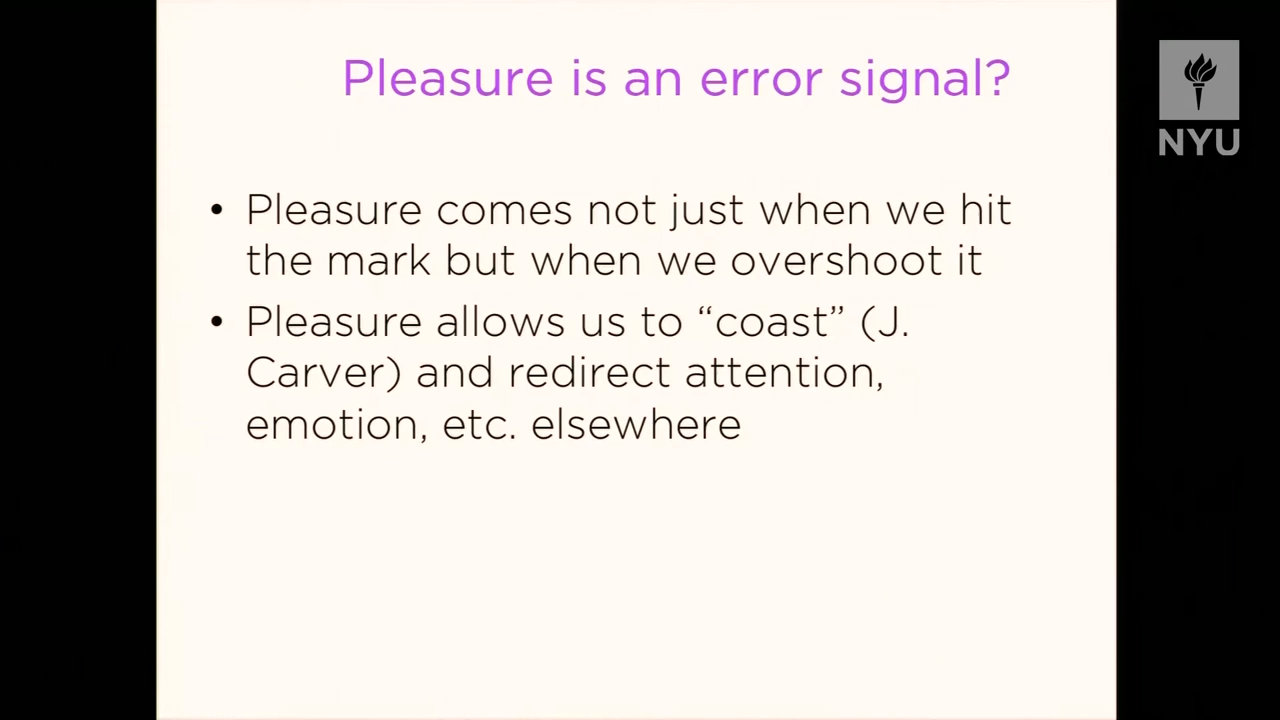 Pleasure is an error signal?
NYU
• Pleasure comes not just when we hit
the mark but when we overshoot it
• Pleasure allows us to “coast” (J.
Carver) and redirect attention,
emotion, etc. elsewhere